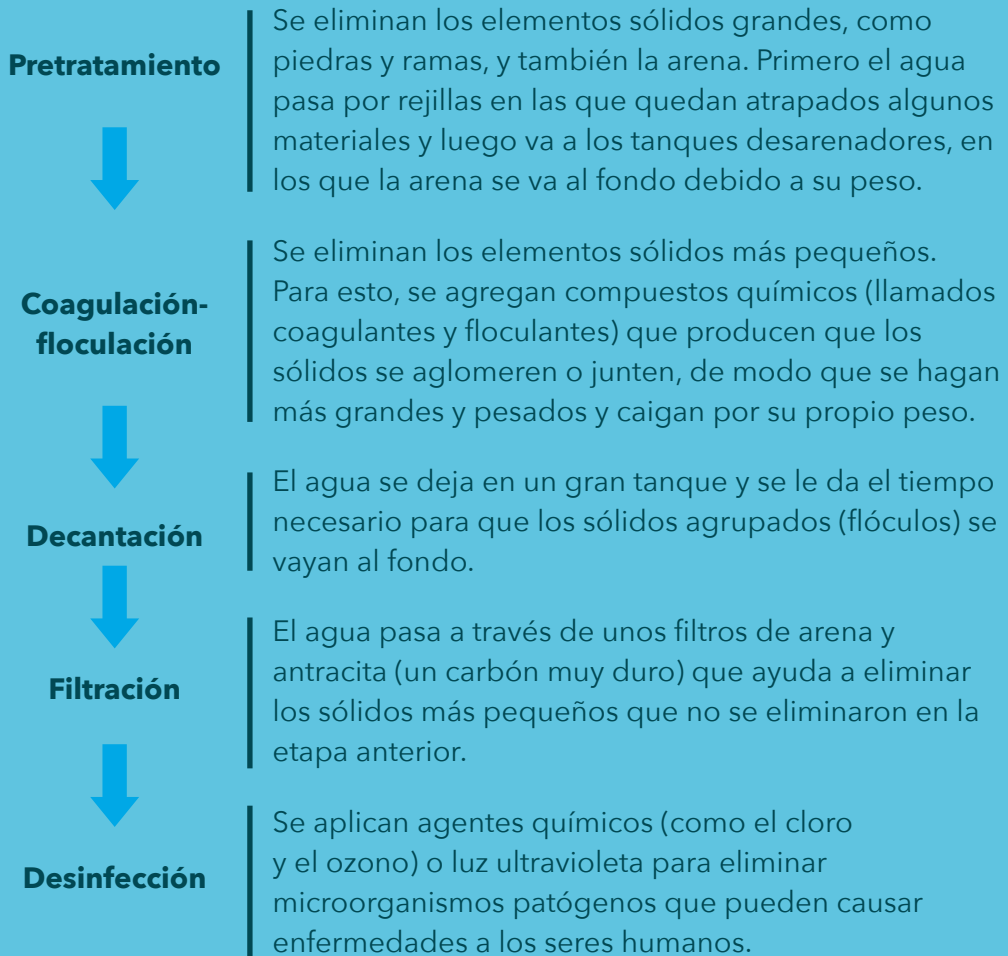 Pretratamiento
Se eliminan los elementos sólidos grandes, como
piedras y ramas, y también la arena. Primero el agua
pasa por rejillas en las que quedan atrapados algunos
materiales y luego va a los tanques desarenadores, en
los que la arena se va al fondo debido a su peso.
Coagulación-
floculación
Se eliminan los elementos sólidos más pequeños.
Para esto, se agregan compuestos químicos (llamados
coagulantes y floculantes) que producen que los
sólidos se aglomeren o junten, de modo que se hagan
más grandes y pesados y caigan por su propio peso.
Decantación
El agua se deja en un gran tanque y se le da el tiempo
necesario para que los sólidos agrupados (flóculos) se
vayan al fondo.
Filtración
El agua pasa a través de unos filtros de arena y
antracita (un carbón muy duro) que ayuda a eliminar
los sólidos más pequeños que no se eliminaron en la
etapa anterior.
Desinfección
Se aplican agentes químicos (como el cloro
y el ozono) o luz ultravioleta para eliminar
microorganismos patógenos que pueden causar
enfermedades a los seres humanos.